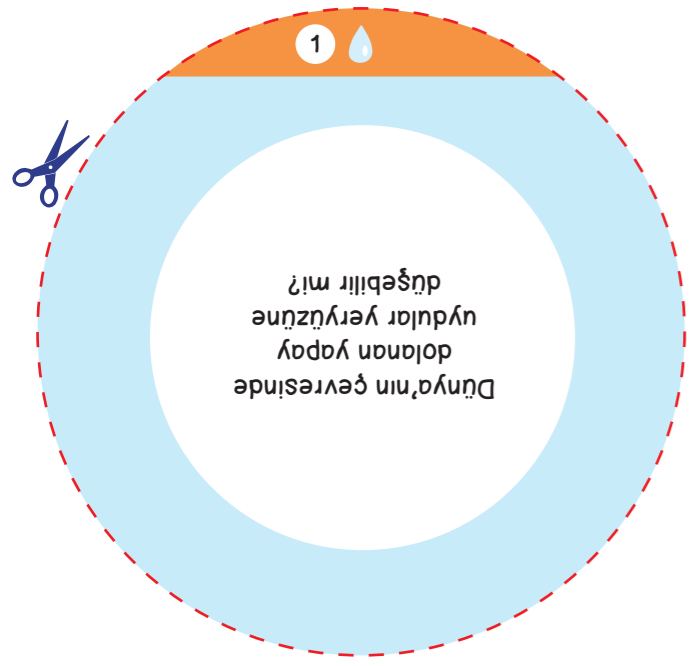 1
Dünya'nın çevresinde
dolanan yapay
uydular yeryüzüne
düşebilir mi?